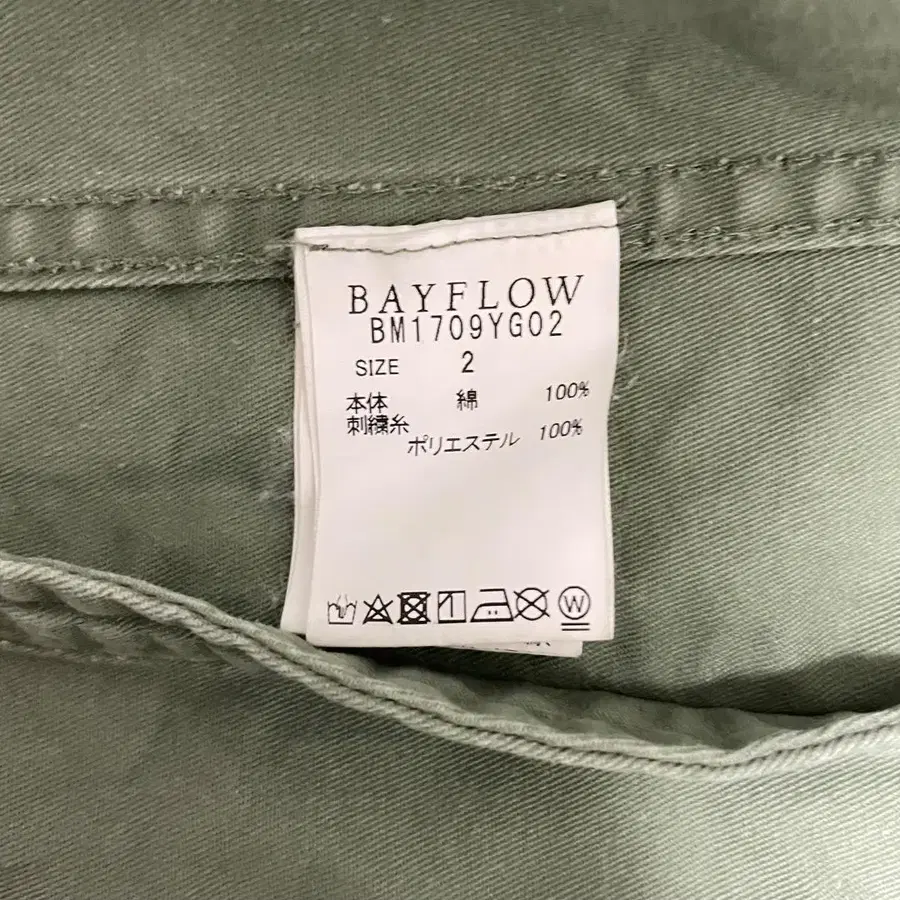 BAYFLOW
BM1709YG02
SIZE 2
本体 綿 100%
刺繍糸
ポリエステル 100%
W